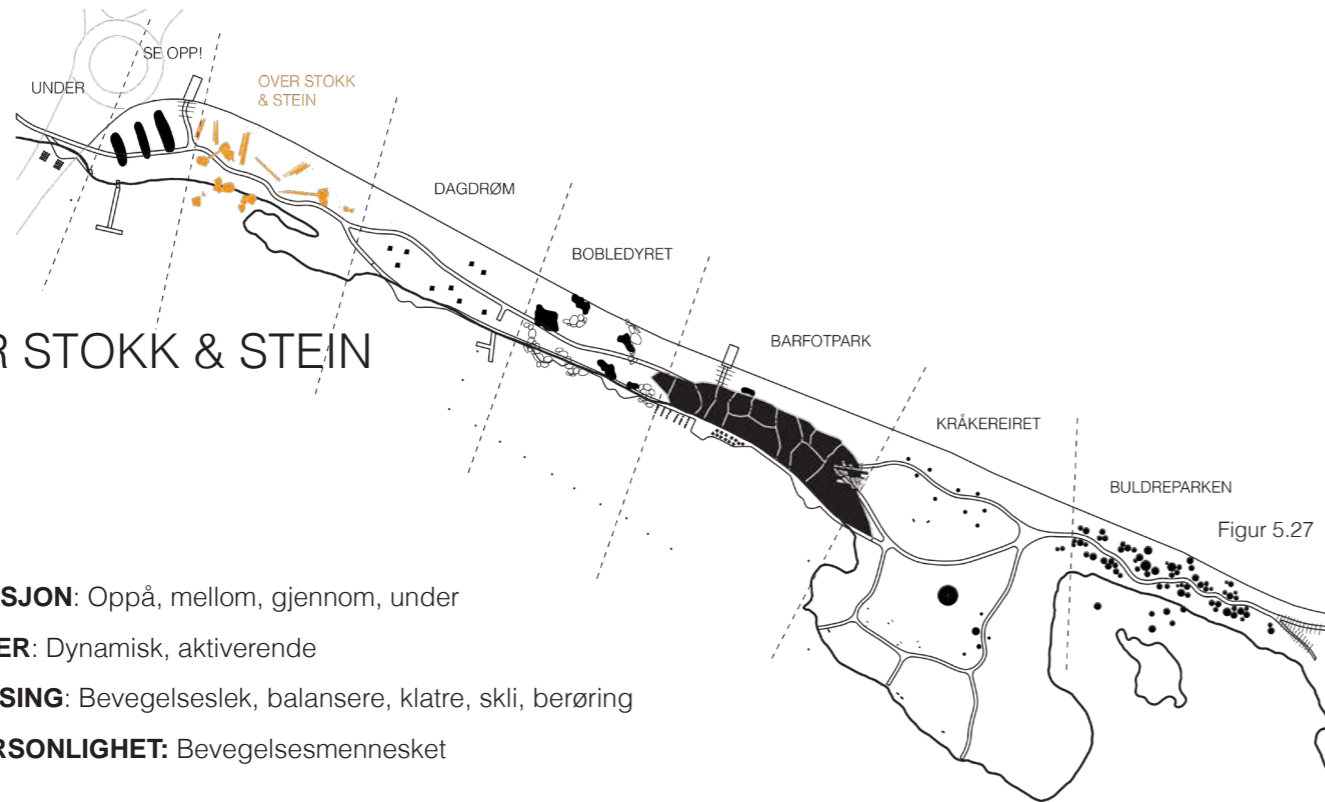 SE OPP!
UNDER
OVER STOKK
& STEIN
DAGDRØM
BOBLEDYRET
R STOKK & STEIN
BARFOTPARK
KRÅKEREIRET
BULDREPARKEN
Figur 5.27
SJON: Oppå, mellom, gjennom, under
ER: Dynamisk, aktiverende
SING: Bevegelseslek, balansere, klatre, skli, berøring
RSONLIGHET: Bevegelsesmennesket